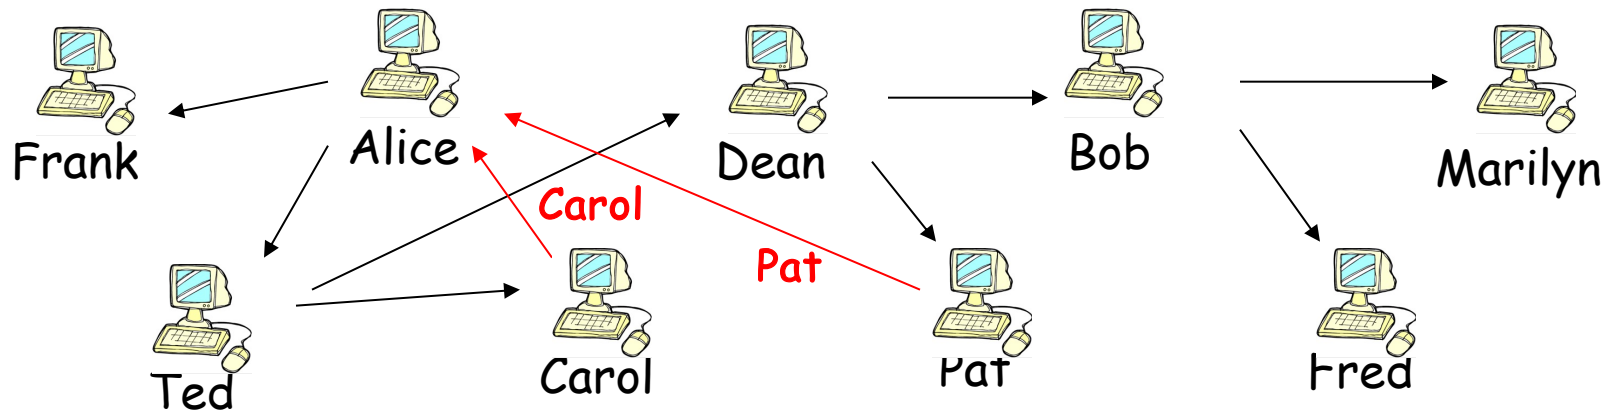 Frank
Alice
Dean
Bob
Marilyn
Carol
Pat
Ted
Carol
Pat
Fred